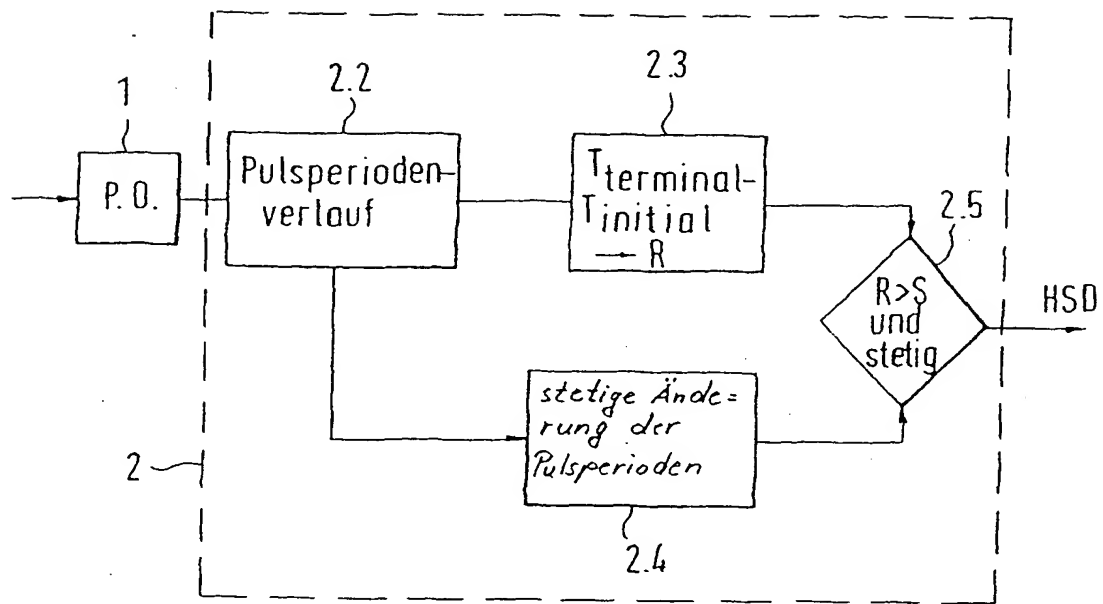 1
P.O.
2.2
Pulsperioden-
verlauf
2.3
Tterminal-
Tinitial
→ R
2.5
R>S
und
stetig
HSD
stetige Ände=
rung der
Pulsperioden
2
2.4